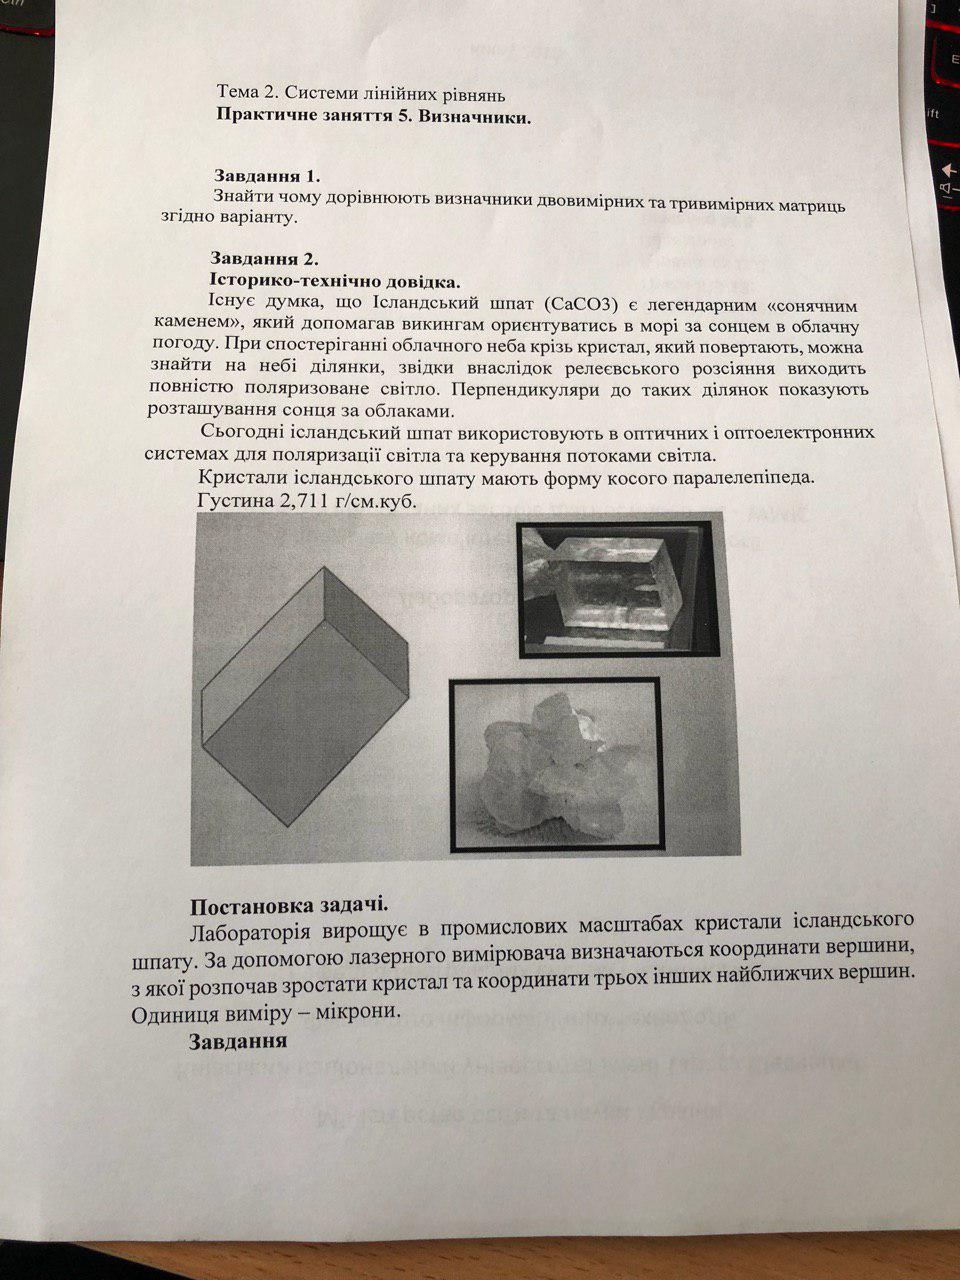 Тема 2. Системи лінійних рівнянь
Практичне заняття 5. Визначники.
Завдання 1.
Знайти чому дорівнюють визначники двовимірних та тривимірних матриць
згідно варіанту.
Завдання 2.
Історико-технічно довідка.
Існує думка, що Ісландський шпат (CaCO3) є легендарним «сонячним
каменем», який допомагав викингам ориєнтуватись в морі за сонцем в облачну
погоду. При спостеріганні облачного неба крізь кристал, який повертають, можна
знайти на небі ділянки, звідки внаслідок релеєвського розсіяння виходить
повністю поляризоване світло. Перпендикуляри до таких ділянок показують
розташування сонця за облаками.
Сьогодні ісландський шпат використовують в оптичних і оптоелектронних
системах для поляризації світла та керування потоками світла.
Кристали ісландського шпату мають форму косого паралелепіпеда.
Густина 2,711 г/см.куб.
Постановка задачі.
Лабораторія вирощує в промислових масштабах кристали ісландського
шпату. За допомогою лазерного вимірювача визначаються координати вершини,
з якої розпочав зростати кристал та координати трьох інших найближчих вершин.
Одиниця виміру – мікрони.
Завдання